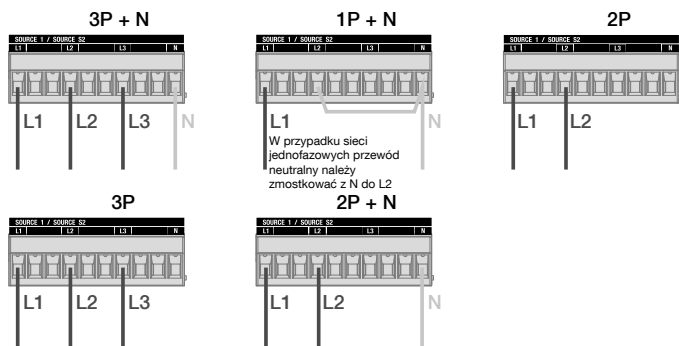 3P + N
SOURCE 1 / SOURCE S2
L1 L2 L3 N
L1 L2 L3 N
1P + N
SOURCE 1 / SOURCE S2
L1 L2 L3 N
L1 N
W przypadku sieci
jednofazowych przewód
neutralny należy
zmostkować z N do L2
2P
SOURCE 1 / SOURCE S2
L1 L2 L3 N
L1 L2
3P
SOURCE 1 / SOURCE S2
L1 L2 L3 N
L1 L2 L3
2P + N
SOURCE 1 / SOURCE S2
L1 L2 L3 N
L1 L2 N